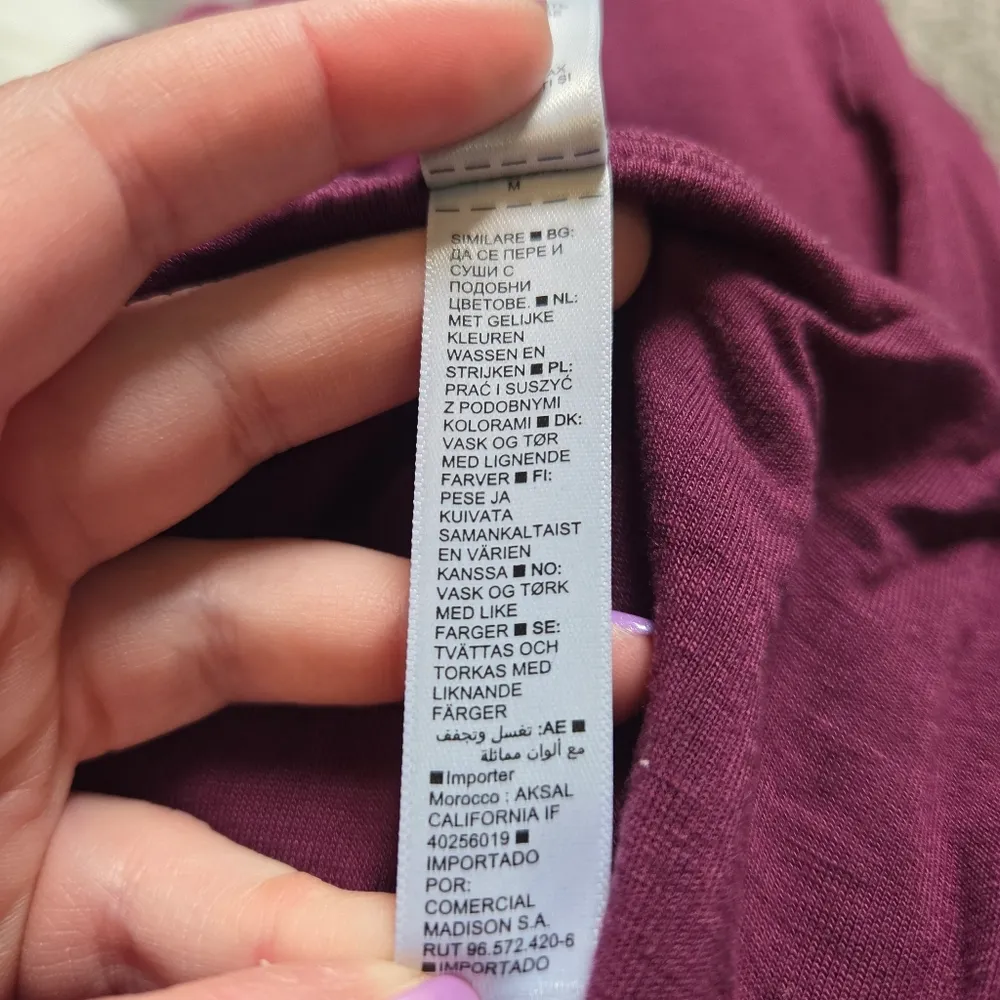 M
SIMILARE ■ BG:
ДА СЕ ПЕРЕ И
СУШИ С
ПОДОБНИ
ЦВЕТОВЕ. ■ NL:
MET GELIJKE
KLEUREN
WASSEN EN
STRIJKEN ■ PL:
PRAĆ I SUSZYĆ
Z PODOBNYMI
KOLORAMI ■ DK:
VASK OG TØR
MED LIGNENDE
FARVER ■ FI:
PESE JA
KUIVATA
SAMANKALTAIST
EN VÄRIEN
KANSSA ■ NO:
VASK OG TØRK
MED LIKE
FARGER ■ SE:
TVÄTTAS OCH
TORKAS MED
LIKNANDE
FÄRGER
■ AE: تغسل وتجفف
مع ألوان مماثلة
■Importer
Morocco : AKSAL
CALIFORNIA IF
40256019 ■
IMPORTADO
POR:
COMERCIAL
MADISON S.A.
RUT 96.572.420-6
■IMPORTADO